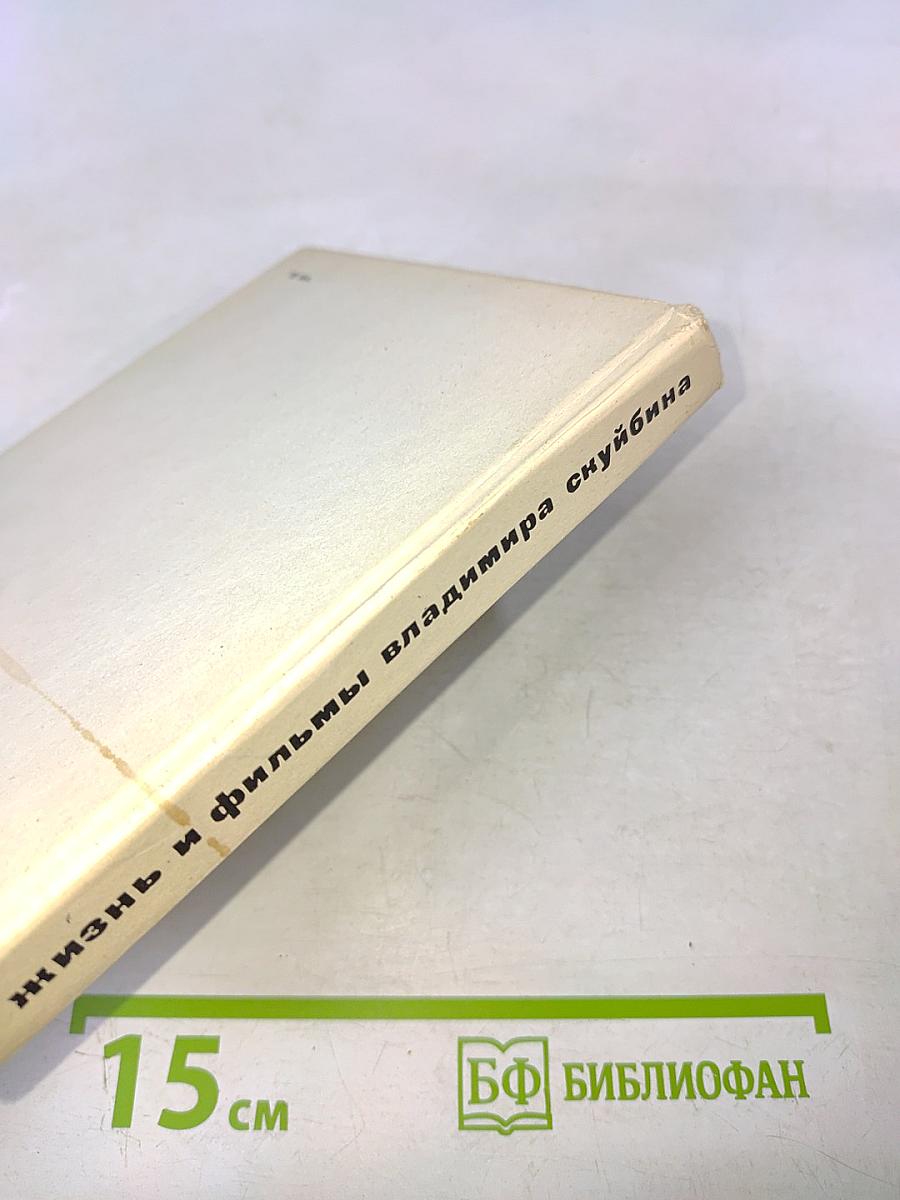 жизнь и фильмы владимира скуйбина
15 см
БФ БИБЛИОФАН